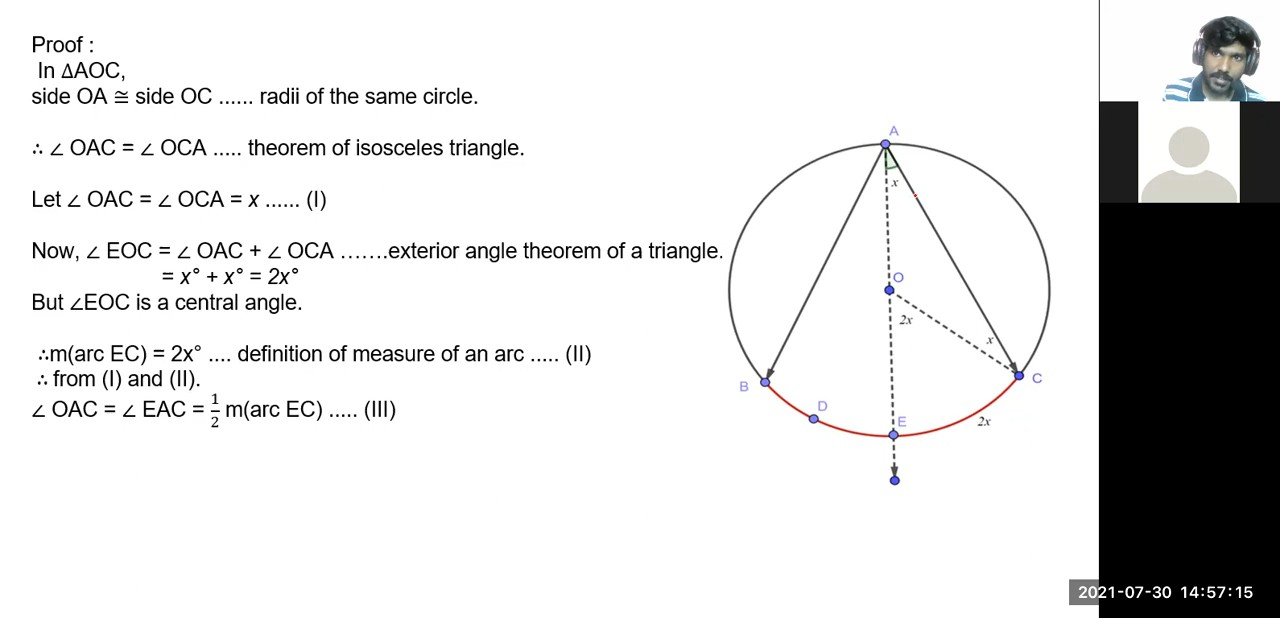 Proof :
In ΔAOC,
side OA ≅ side OC ...... radii of the same circle.
∴ ∠ OAC = ∠ OCA ..... theorem of isosceles triangle.
Let ∠ OAC = ∠ OCA = x ...... (I)
Now, ∠ EOC = ∠ OAC + ∠ OCA .......exterior angle theorem of a triangle.
= x° + x° = 2x°
But ∠EOC is a central angle.
∴m(arc EC) = 2x° .... definition of measure of an arc ..... (II)
∴ from (I) and (II).
∠ OAC = ∠ EAC = 1/2 m(arc EC) ..... (III)
A
x
O
2x
x
B
C
D
E
2x
2021-07-30 14:57:15